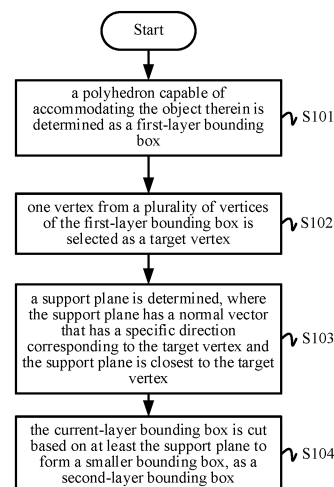 Start
a polyhedron capable of
accommodating the object therein is
determined as a first-layer bounding
box
S101
one vertex from a plurality of vertices
of the first-layer bounding box is
selected as a target vertex
S102
a support plane is determined, where
the support plane has a normal vector
that has a specific direction
corresponding to the target vertex and
the support plane is closest to the target
vertex
S103
the current-layer bounding box is cut
based on at least the support plane to
form a smaller bounding box, as a
second-layer bounding box
S104